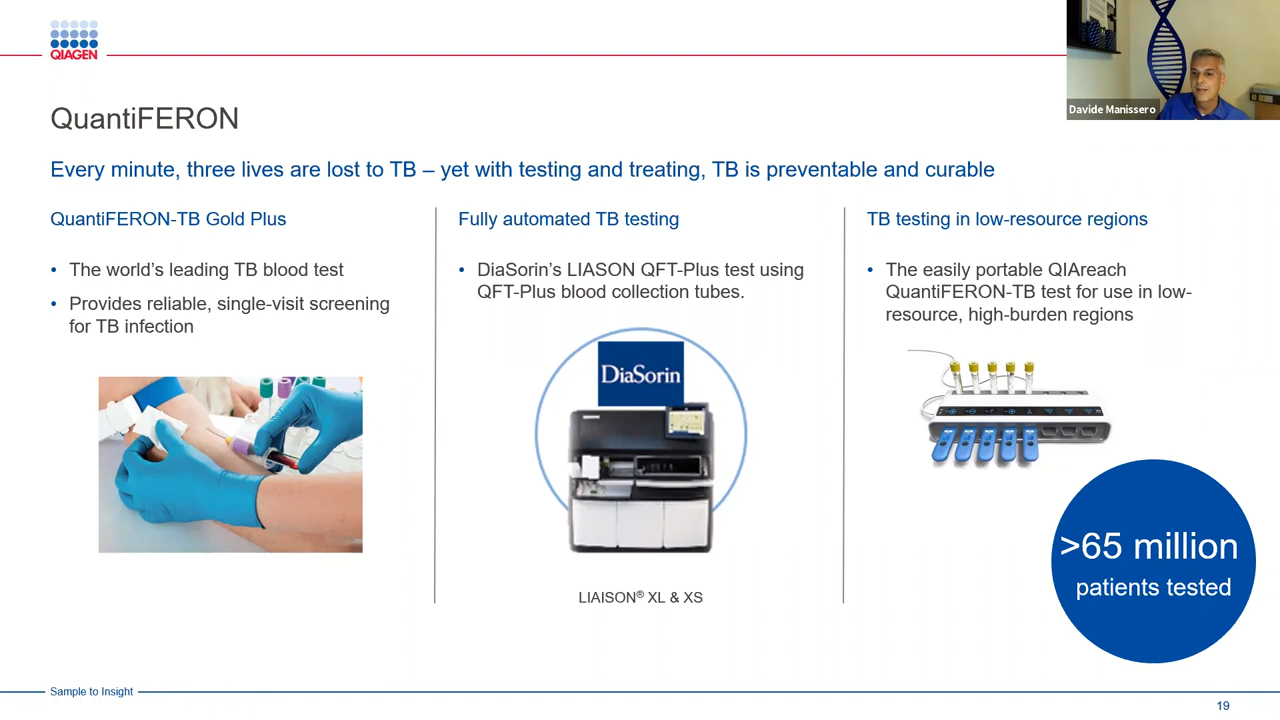 QIAGEN
Davide Manissero
QuantiFERON
Every minute, three lives are lost to TB – yet with testing and treating, TB is preventable and curable
QuantiFERON-TB Gold Plus
• The world's leading TB blood test
• Provides reliable, single-visit screening
for TB infection
Fully automated TB testing
• DiaSorin's LIASON QFT-Plus test using
QFT-Plus blood collection tubes.
DiaSorin
LIAISON® XL & XS
TB testing in low-resource regions
• The easily portable QIAreach
QuantiFERON-TB test for use in low-
resource, high-burden regions
>65 million
patients tested
Sample to Insight
19